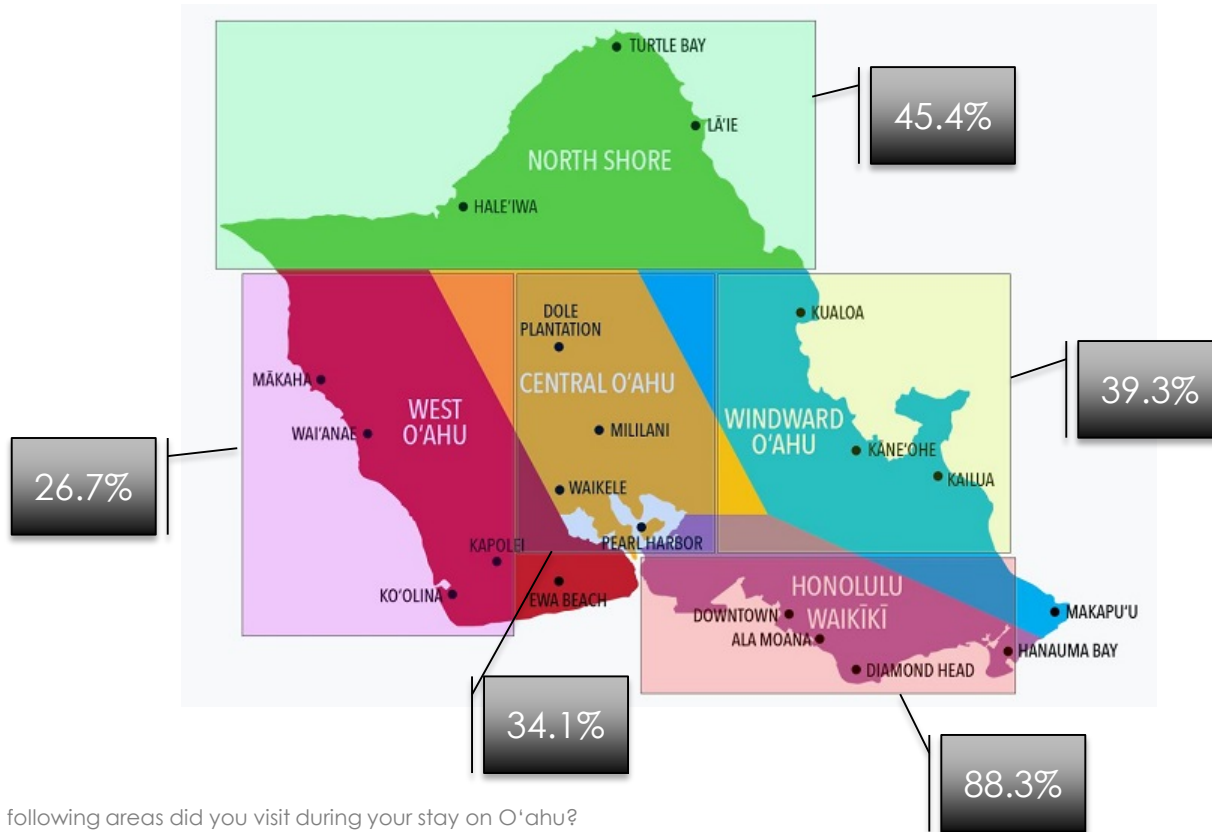 TURTLE BAY
45.4%
LĀ'IE
NORTH SHORE
HALE'IWA
KUALOA
DOLE
PLANTATION
MĀKAHA
CENTRAL O'AHU
39.3%
WEST
O'AHU
WINDWARD
O'AHU
WAI'ANAE
MILILANI
KĀNE'OHE
KAILUA
26.7%
WAIKELE
PEARL HARBOR
KAPOLEI
KO'OLINA
EWA BEACH
HONOLULU
WAIKĪKĪ
DOWNTOWN
MAKAPU'U
ALA MOANA
HANAUMA BAY
DIAMOND HEAD
34.1%
88.3%
following areas did you visit during your stay on O‘ahu?